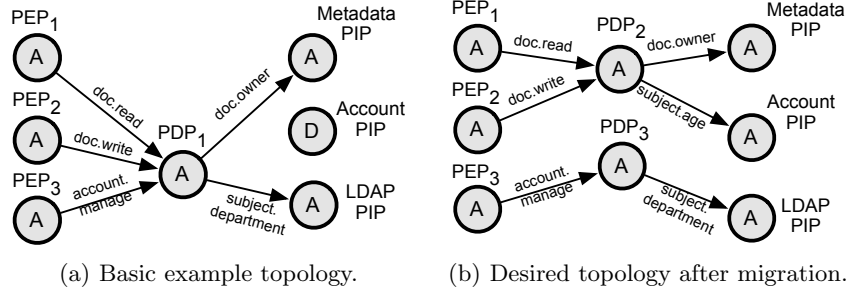 PEP1
A
doc.read
PEP2
A
doc.write
PEP3
A
account.
manage
PDP1
A
doc.owner
subject.
department
Metadata
PIP
A
Account
PIP
D
LDAP
PIP
A
(a) Basic example topology.
PEP1
A
doc.read
PEP2
A
doc.write
PEP3
A
account.
manage
PDP2
A
doc.owner
subject.age
PDP3
A
subject.
department
Metadata
PIP
A
Account
PIP
A
LDAP
PIP
A
(b) Desired topology after migration.